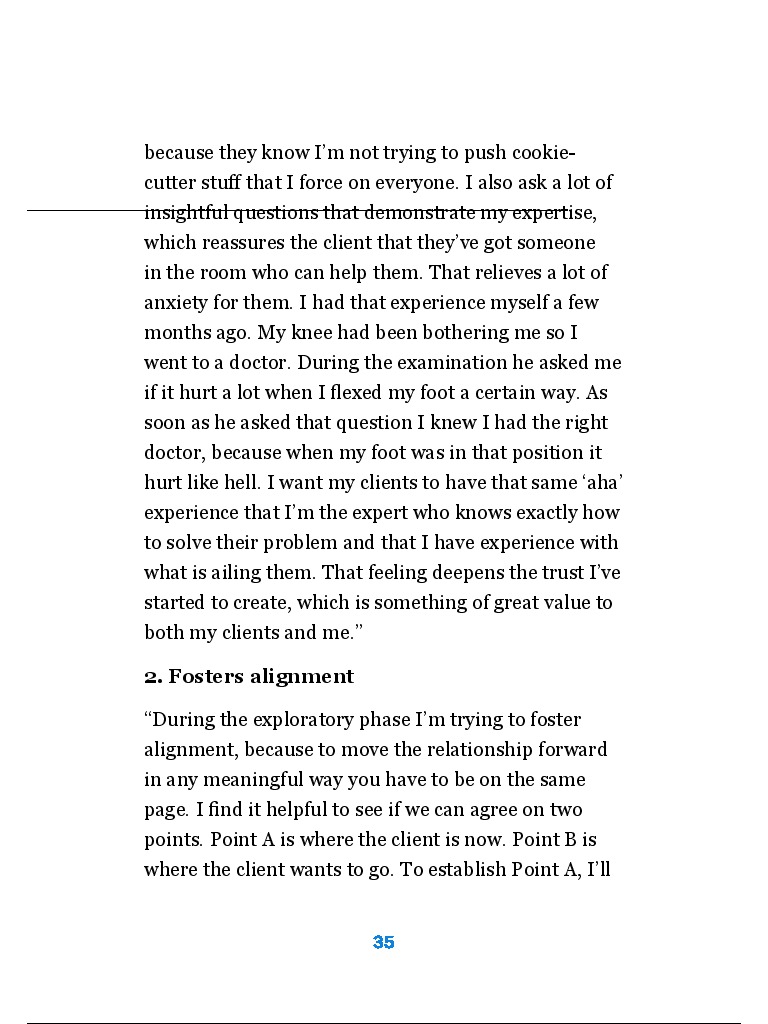 because they know I’m not trying to push cookie-
cutter stuff that I force on everyone. I also ask a lot of
insightful questions that demonstrate my expertise,
which reassures the client that they’ve got someone
in the room who can help them. That relieves a lot of
anxiety for them. I had that experience myself a few
months ago. My knee had been bothering me so I
went to a doctor. During the examination he asked me
if it hurt a lot when I flexed my foot a certain way. As
soon as he asked that question I knew I had the right
doctor, because when my foot was in that position it
hurt like hell. I want my clients to have that same ‘aha’
experience that I’m the expert who knows exactly how
to solve their problem and that I have experience with
what is ailing them. That feeling deepens the trust I’ve
started to create, which is something of great value to
both my clients and me.”
2. Fosters alignment
“During the exploratory phase I’m trying to foster
alignment, because to move the relationship forward
in any meaningful way you have to be on the same
page. I find it helpful to see if we can agree on two
points. Point A is where the client is now. Point B is
where the client wants to go. To establish Point A, I’ll
35